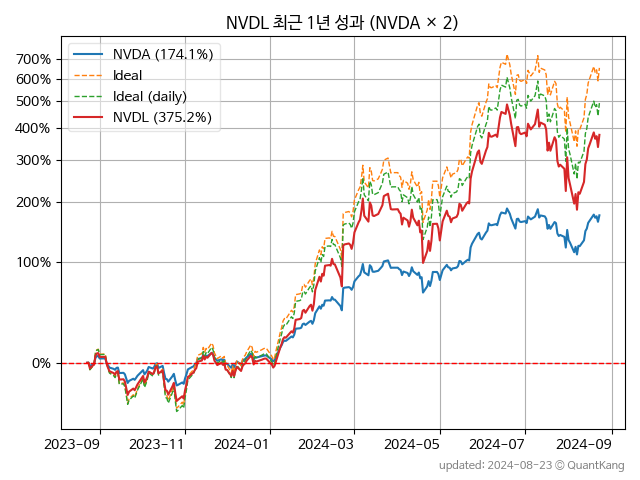 NVDL 최근 1년 성과 (NVDA × 2)
NVDA (174.1%)
Ideal
Ideal (daily)
NVDL (375.2%)
700%
600%
500%
400%
300%
200%
100%
0%
2023-09
2023-11
2024-01
2024-03
2024-05
2024-07
2024-09
updated: 2024-08-23 © QuantKang